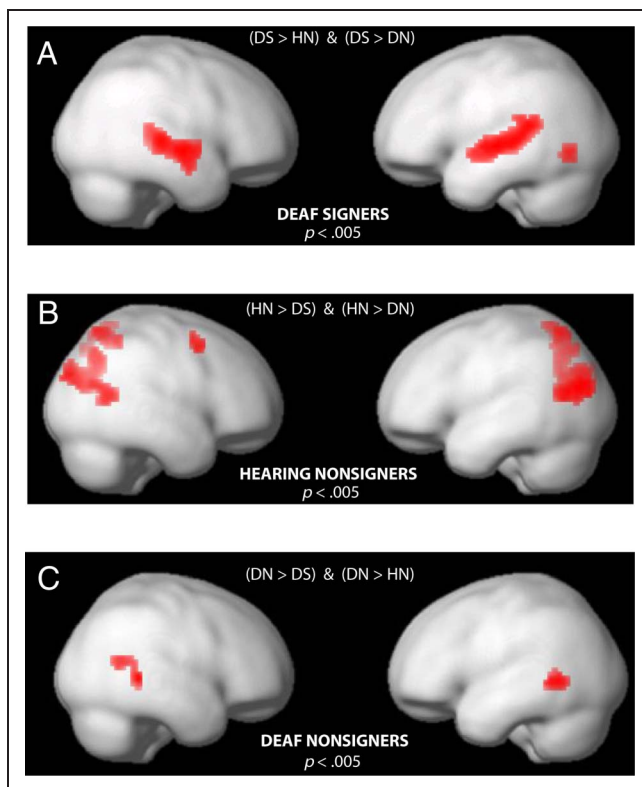 A
(DS > HN) & (DS > DN)
DEAF SIGNERS
p < .005
B
(HN > DS) & (HN > DN)
HEARING NONSIGNERS
p < .005
C
(DN > DS) & (DN > HN)
DEAF NONSIGNERS
p < .005